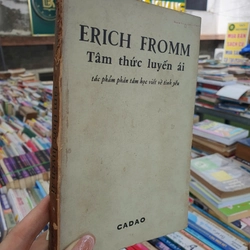 ERICH FROMM
Tâm thức luyến ái
tác phẩm phân tâm học viết về tình yêu
CADAO